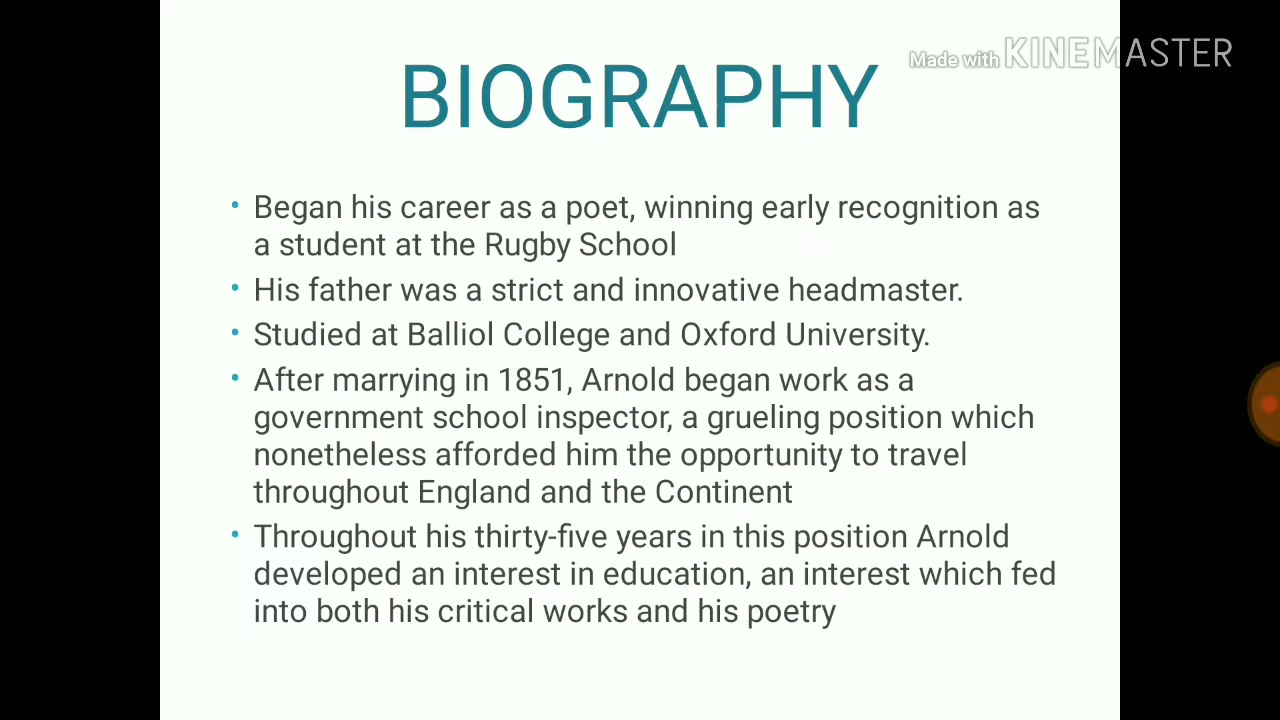 Made with KINEMASTER
BIOGRAPHY
• Began his career as a poet, winning early recognition as
a student at the Rugby School
• His father was a strict and innovative headmaster.
• Studied at Balliol College and Oxford University.
• After marrying in 1851, Arnold began work as a
government school inspector, a grueling position which
nonetheless afforded him the opportunity to travel
throughout England and the Continent
• Throughout his thirty-five years in this position Arnold
developed an interest in education, an interest which fed
into both his critical works and his poetry